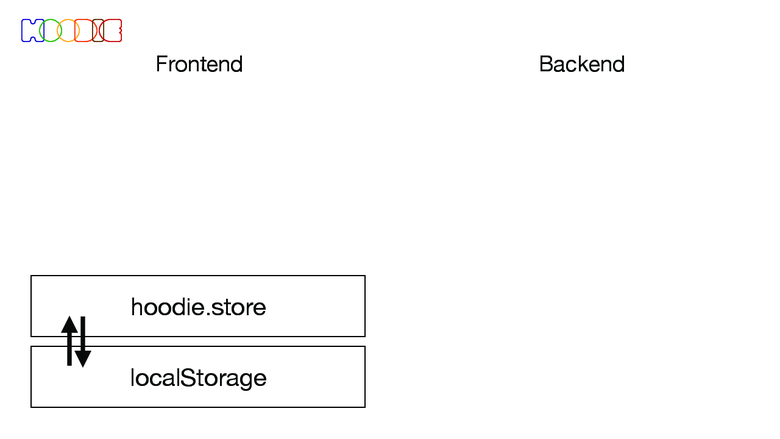 HOODIE
Frontend
Backend
hoodie.store
localStorage